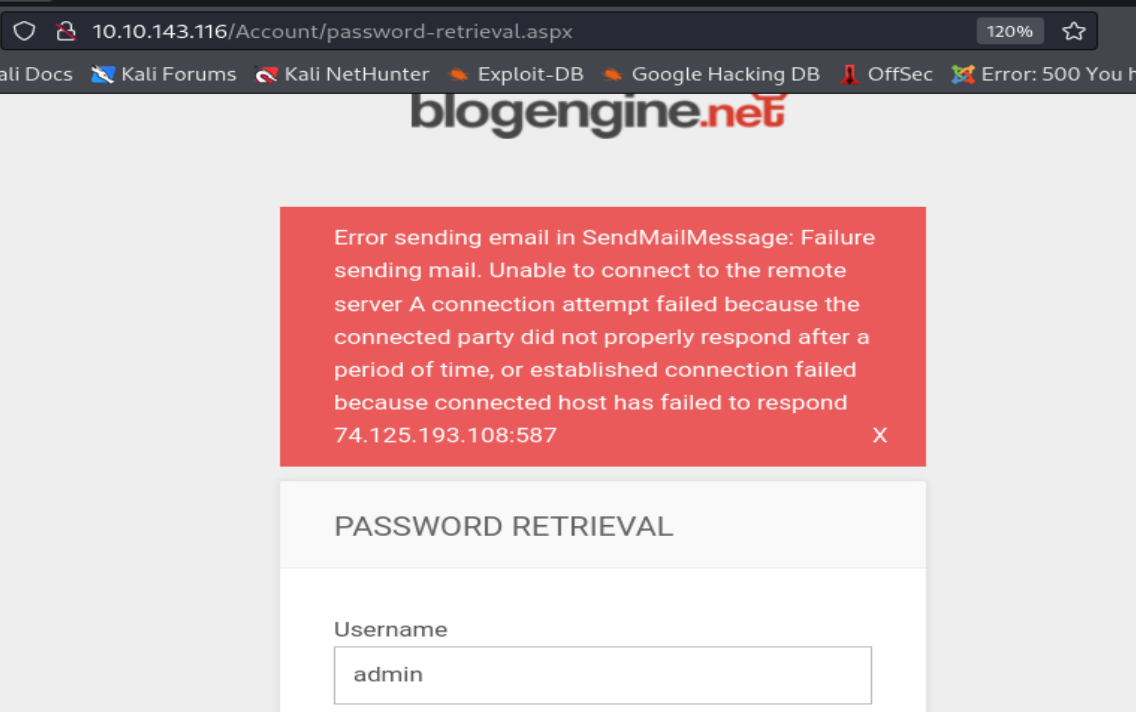 10.10.143.116/Account/password-retrieval.aspx 120%
ali Docs Kali Forums Kali NetHunter Exploit-DB Google Hacking DB OffSec Error: 500 You h
blogengine.net
Error sending email in SendMailMessage: Failure
sending mail. Unable to connect to the remote
server A connection attempt failed because the
connected party did not properly respond after a
period of time, or established connection failed
because connected host has failed to respond
74.125.193.108:587 X
PASSWORD RETRIEVAL
Username
admin